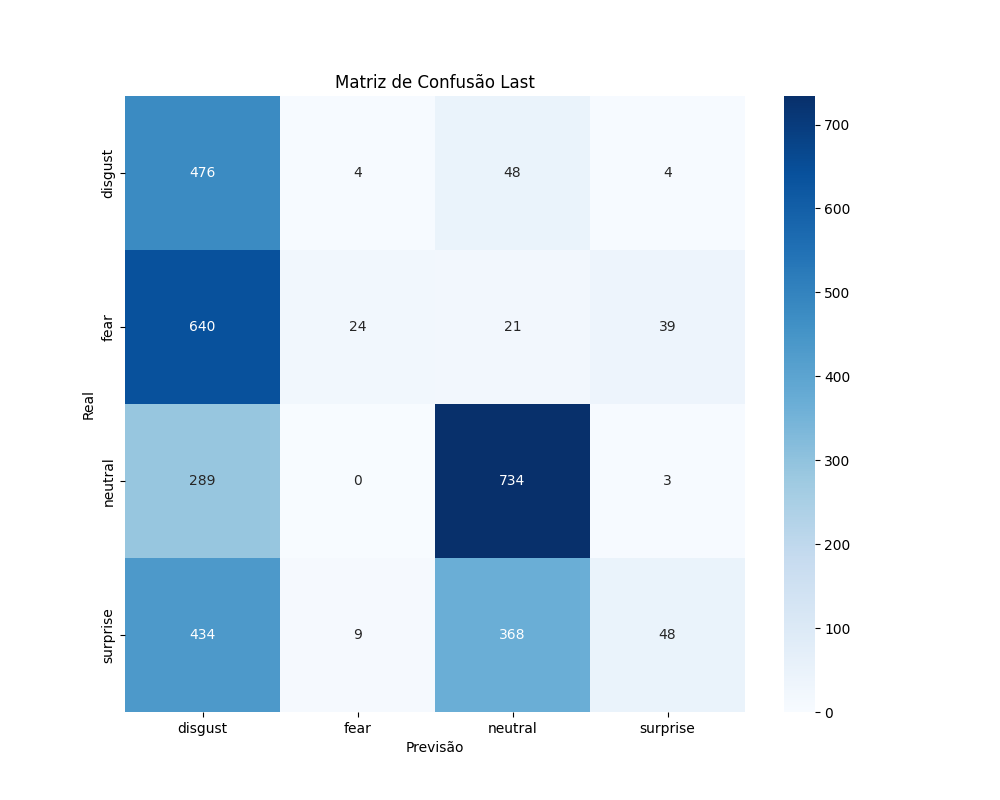 Matriz de Confusão Last
disgust 476 4 48 4
fear 640 24 21 39
neutral 289 0 734 3
surprise 434 9 368 48
disgust fear neutral surprise
Previsão
Real
700
600
500
400
300
200
100
0